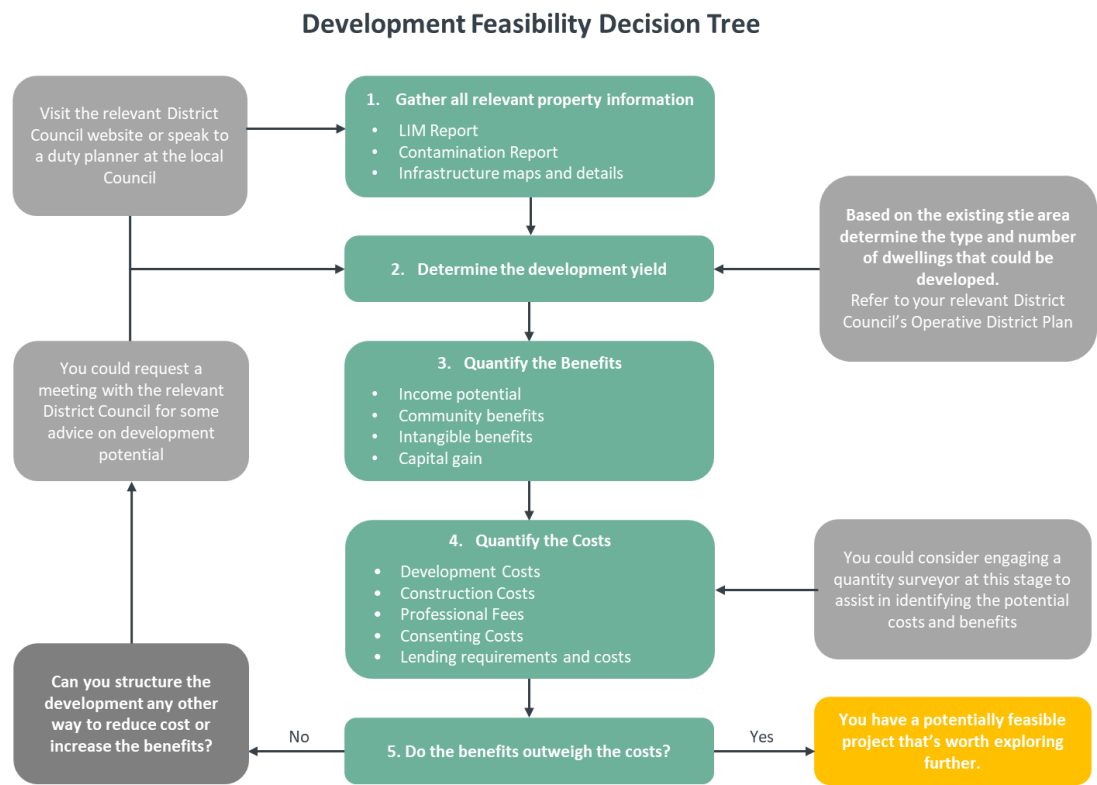 Development Feasibility Decision Tree
Visit the relevant District
Council website or speak to
a duty planner at the local
Council
1. Gather all relevant property information
• LIM Report
• Contamination Report
• Infrastructure maps and details
Based on the existing stie area
determine the type and number
of dwellings that could be
developed.
Refer to your relevant District
Council's Operative District Plan
2. Determine the development yield
You could request a
meeting with the relevant
District Council for some
advice on development
potential
3. Quantify the Benefits
• Income potential
• Community benefits
• Intangible benefits
• Capital gain
4. Quantify the Costs
• Development Costs
• Construction Costs
• Professional Fees
• Consenting Costs
• Lending requirements and costs
You could consider engaging a
quantity surveyor at this stage to
assist in identifying the potential
costs and benefits
Can you structure the
development any other
way to reduce cost or
increase the benefits?
No
5. Do the benefits outweigh the costs?
Yes
You have a potentially feasible
project that's worth exploring
further.